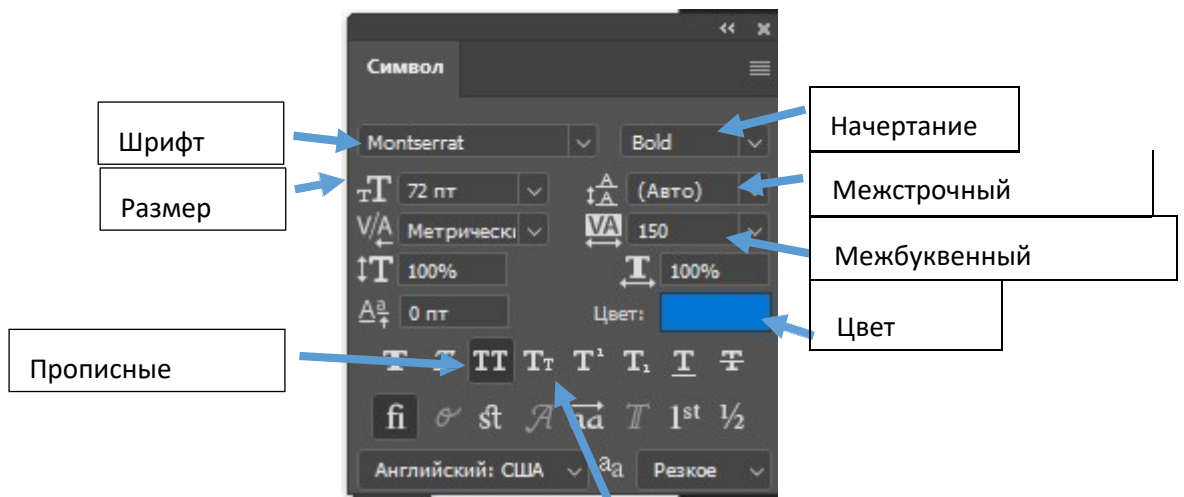 Символ
Шрифт
Montserrat
Bold
Начертание
Размер
72 пт
(Авто)
Межстрочный
Метрически
150
Межбуквенный
100%
100%
0 пт
Цвет:
Цвет
Прописные
T T TT Tт T¹ T₁ T T
fi st A aa T 1st ½
Английский: США
aa
Резкое